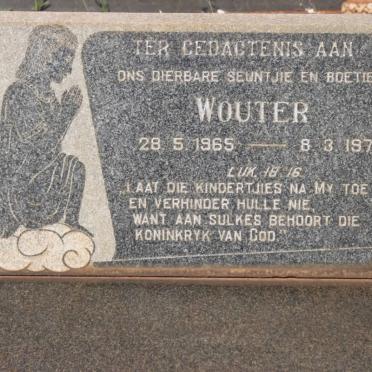 TER GEDAGTENIS AAN
ONS DIERBARE SEUNTJIE EN BOETIE
WOUTER
28.5.1965 — 8.3.197
LUK. 18:16
"LAAT DIE KINDERTJIES NA MY TOE
EN VERHINDER HULLE NIE,
WANT AAN SULKES BEHOORT DIE
KONINKRYK VAN GOD."